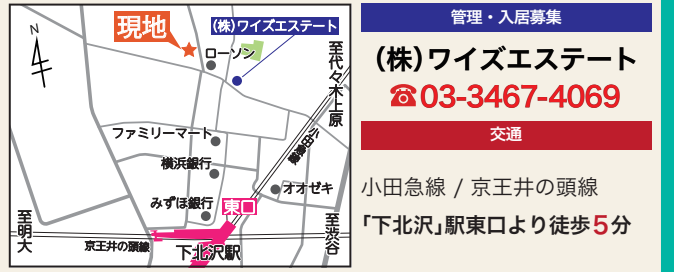 N
現地
(株)ワイズエステート
ローソン
至代々木上原
小田急線
ファミリーマート
横浜銀行
オオゼキ
みずほ銀行
東口
至明大
京王井の頭線
下北沢駅
至渋谷
管理・入居募集
(株)ワイズエステート
☎03-3467-4069
交通
小田急線 / 京王井の頭線
「下北沢」駅東口より徒歩5分